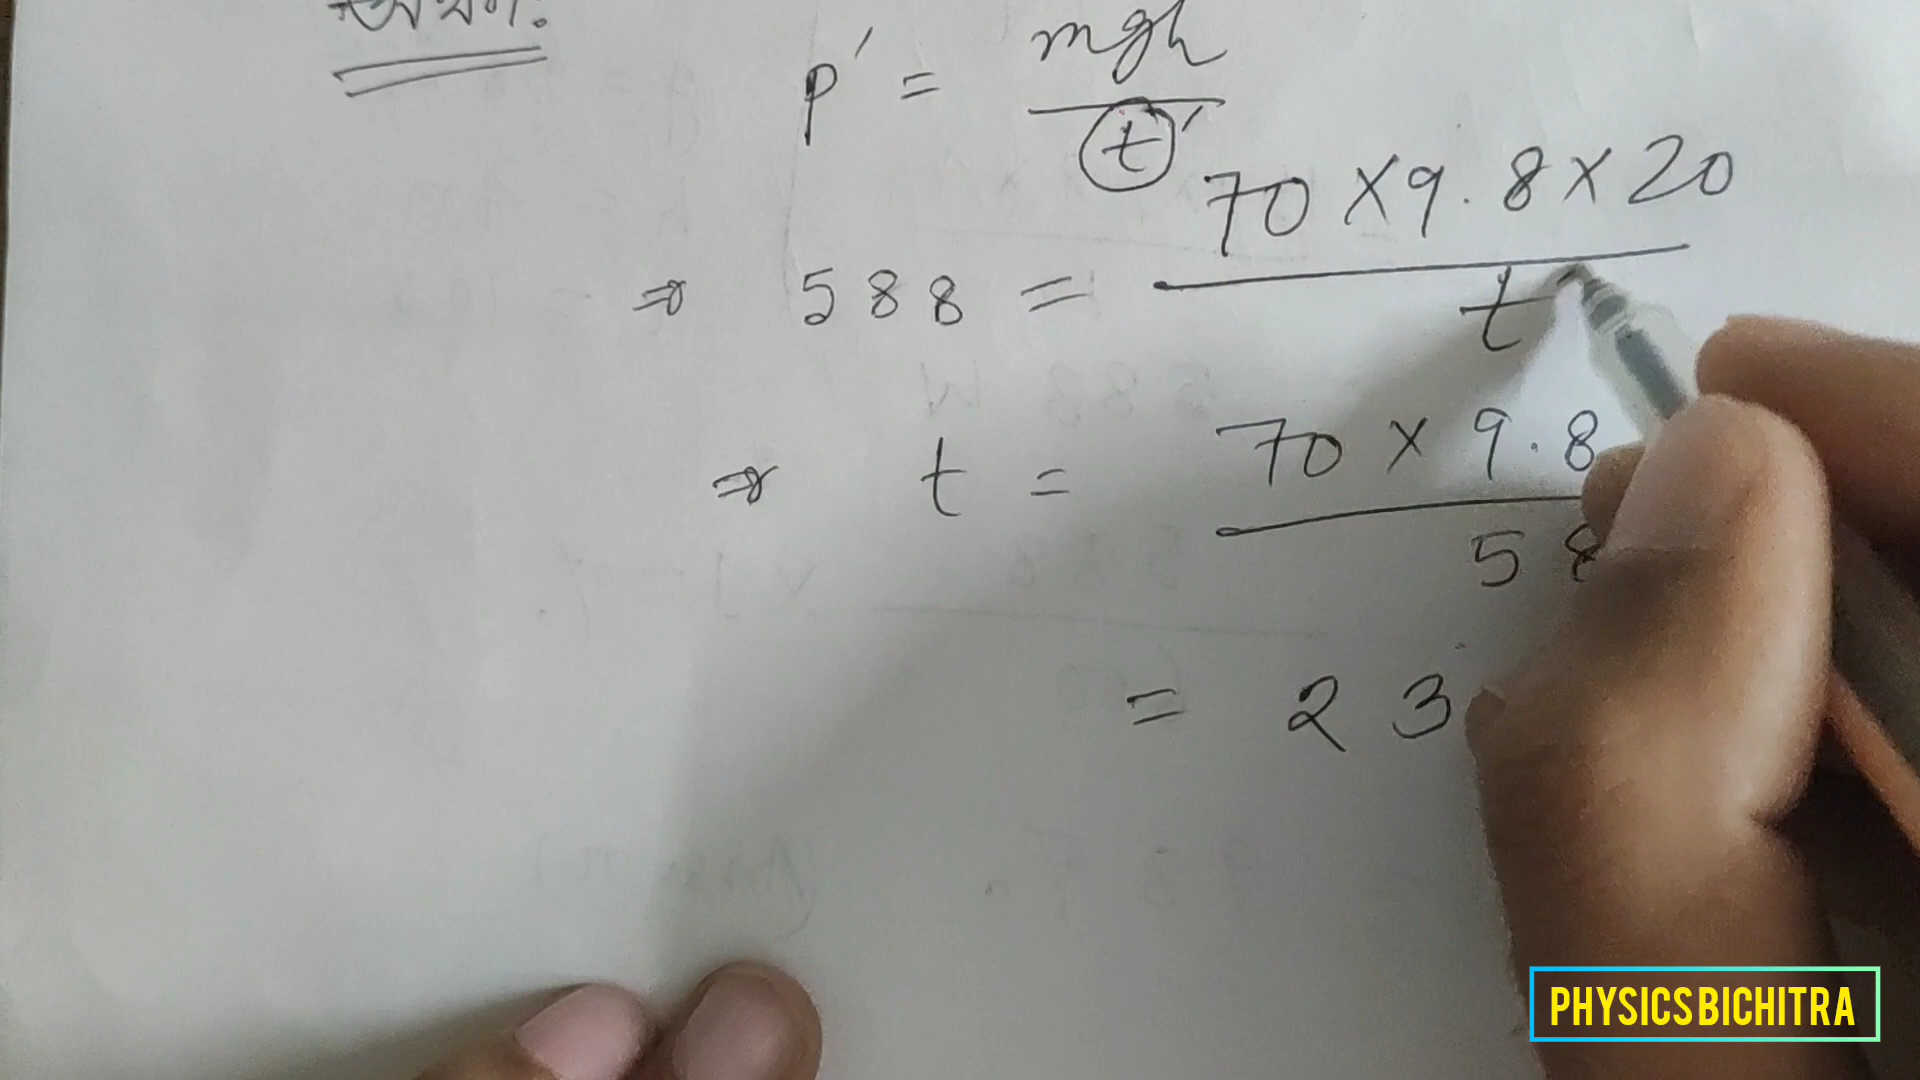 p′ = mgh / t′
⇒ 588 = 70 × 9.8 × 20 / t′
⇒ t = 70 × 9.8 / 58
= 23
PHYSICS BICHITRA